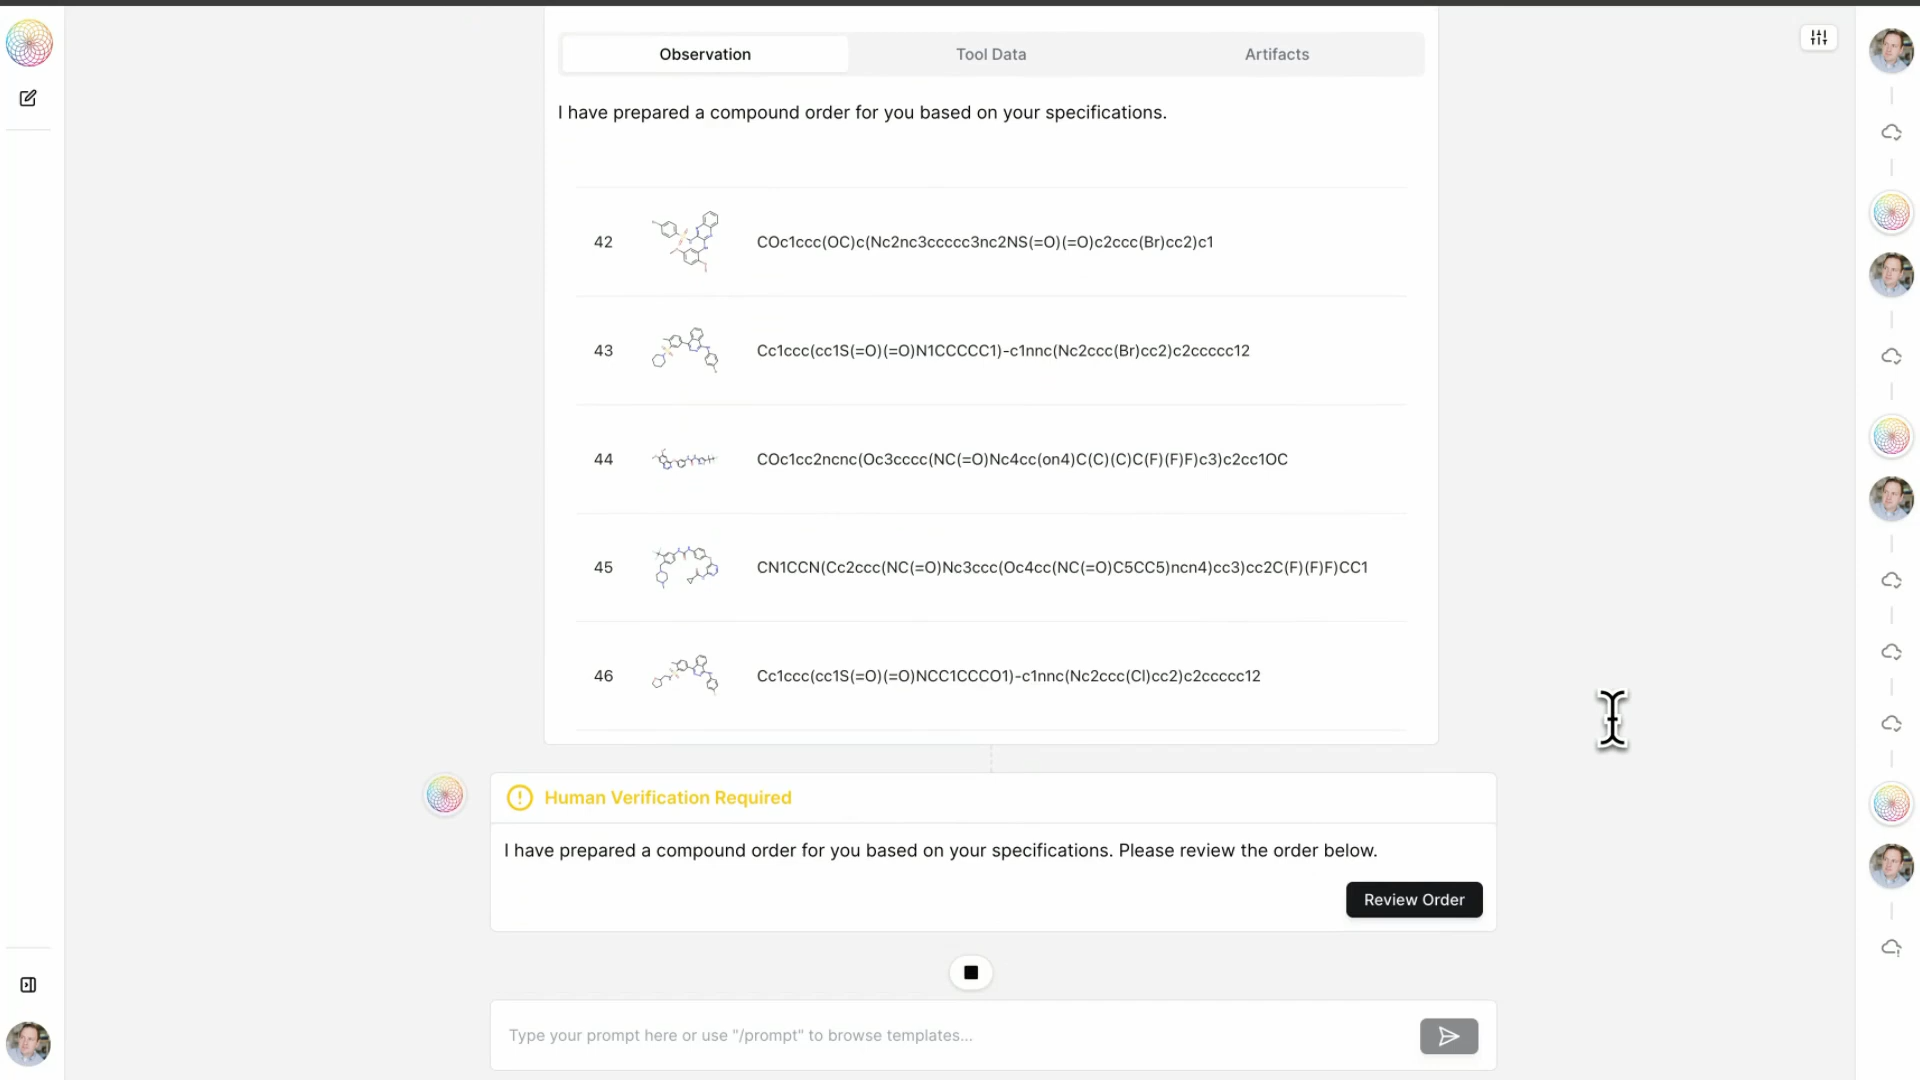 Observation
Tool Data
Artifacts
I have prepared a compound order for you based on your specifications.
42
COc1ccc(OC)c(Nc2nc3ccccc3nc2NS(=O)(=O)c2ccc(Br)cc2)c1
43
Cc1ccc(cc1S(=O)(=O)N1CCCCC1)-c1nnc(Nc2ccc(Br)cc2)c2ccccc12
44
COc1cc2ncnc(Oc3cccc(NC(=O)Nc4cc(on4)C(C)(C)C(F)(F)F)c3)c2cc1OC
45
CN1CCN(Cc2ccc(NC(=O)Nc3ccc(Oc4cc(NC(=O)C5CC5)ncn4)cc3)cc2C(F)(F)F)CC1
46
Cc1ccc(cc1S(=O)(=O)NCC1CCCO1)-c1nnc(Nc2ccc(Cl)cc2)c2ccccc12
Human Verification Required
I have prepared a compound order for you based on your specifications. Please review the order below.
Review Order
Type your prompt here or use "/prompt" to browse templates...